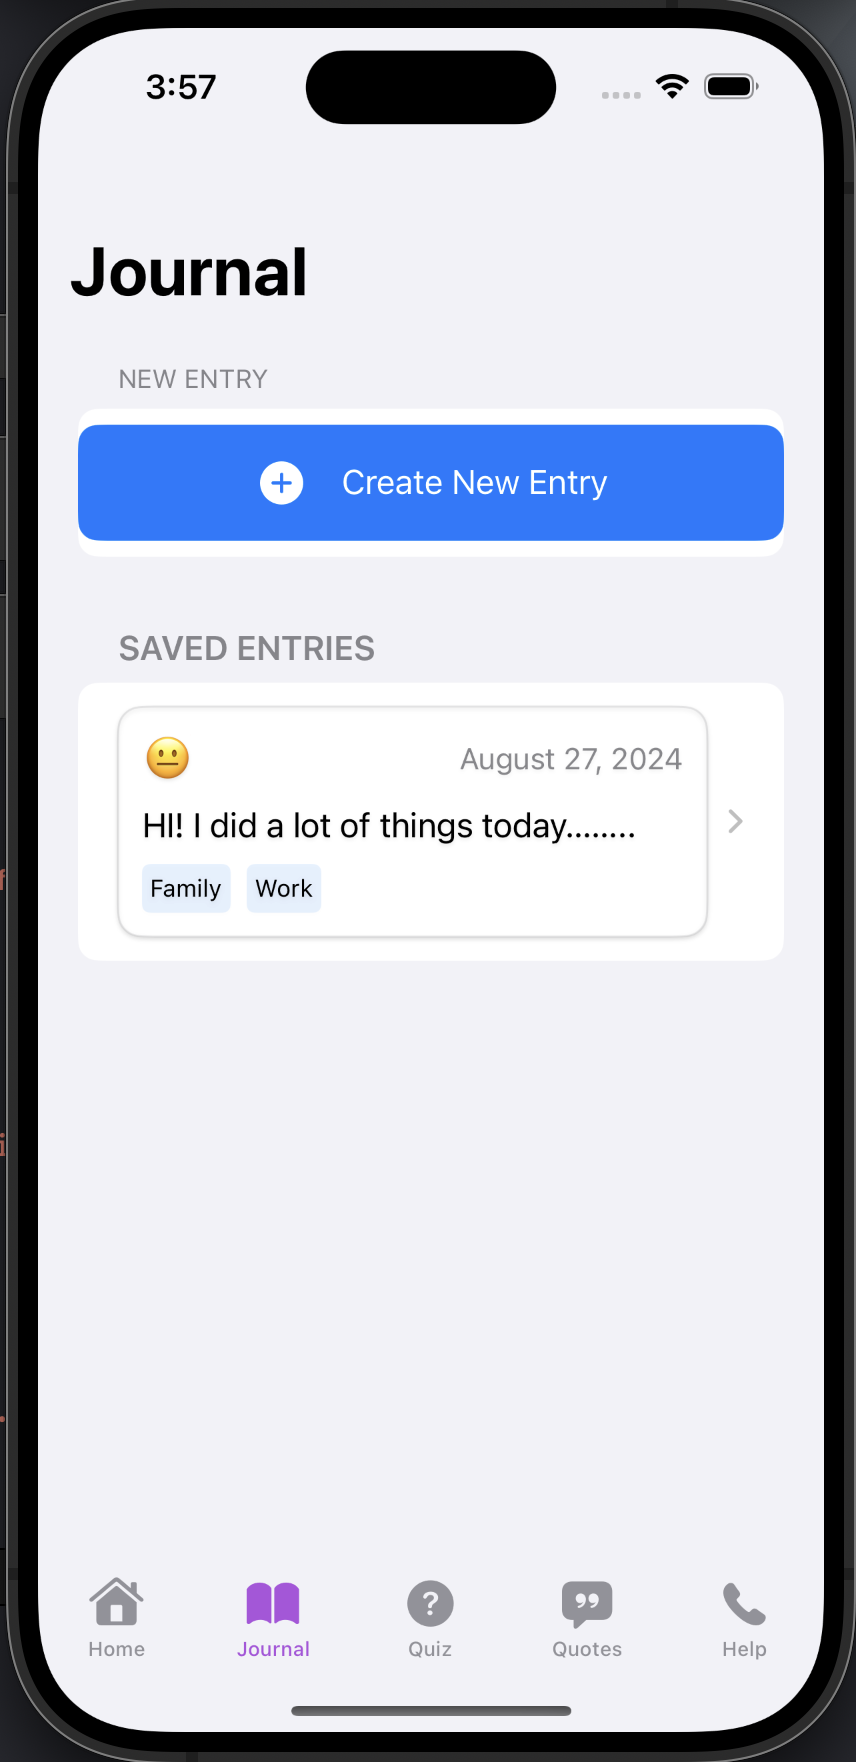 3:57
Journal
NEW ENTRY
Create New Entry
SAVED ENTRIES
August 27, 2024
HI! I did a lot of things today........
Family Work
Home Journal Quiz Quotes Help